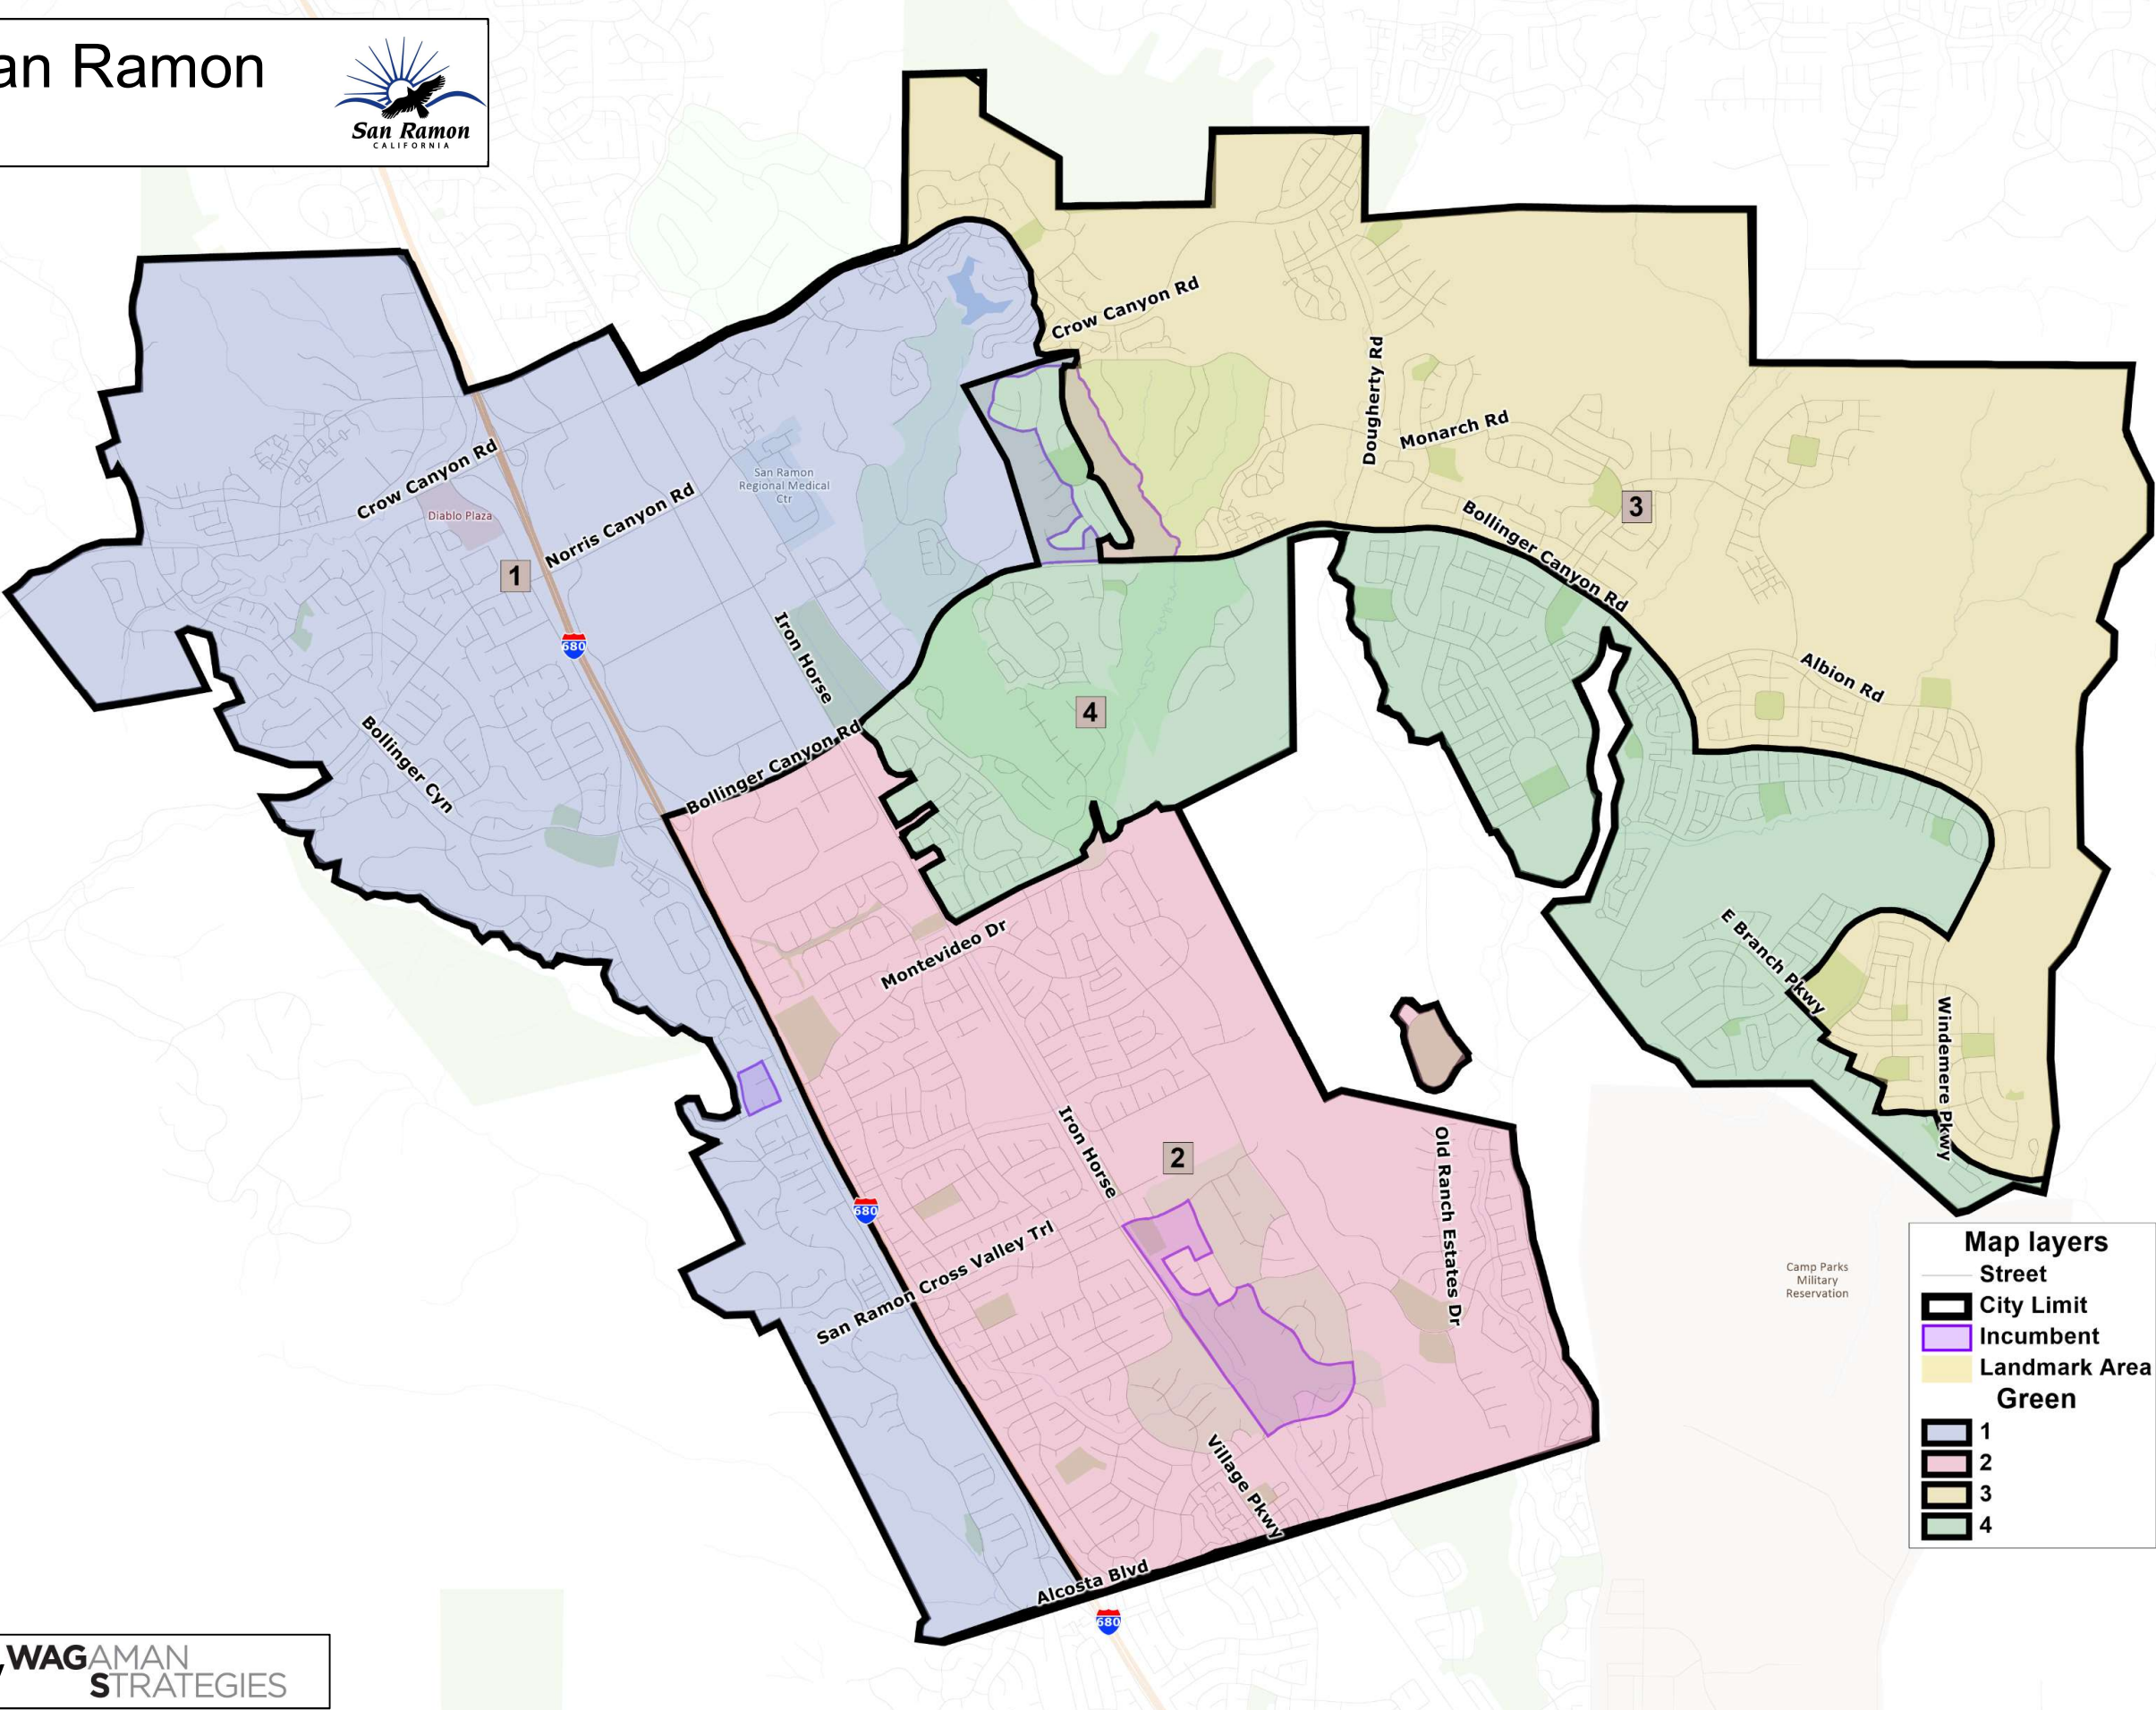 an Ramon
San Ramon
CALIFORNIA
Crow Canyon Rd
Dougherty Rd
Monarch Rd
Crow Canyon Rd
San Ramon
Regional Medical
Ctr
Diablo Plaza
Norris Canyon Rd
3
Bollinger Canyon Rd
1
680
Iron Horse
Albion Rd
4
Bollinger Cyn
Bollinger Canyon Rd
E Branch Pkwy
Montevideo Dr
Windemere Pkwy
Iron Horse
2
Old Ranch Estates Dr
680
San Ramon Cross Valley Trl
Camp Parks
Military
Reservation
Village Pkwy
Alcosta Blvd
680
Map layers
Street
City Limit
Incumbent
Landmark Area
Green
1
2
3
4
WAGAMAN
STRATEGIES